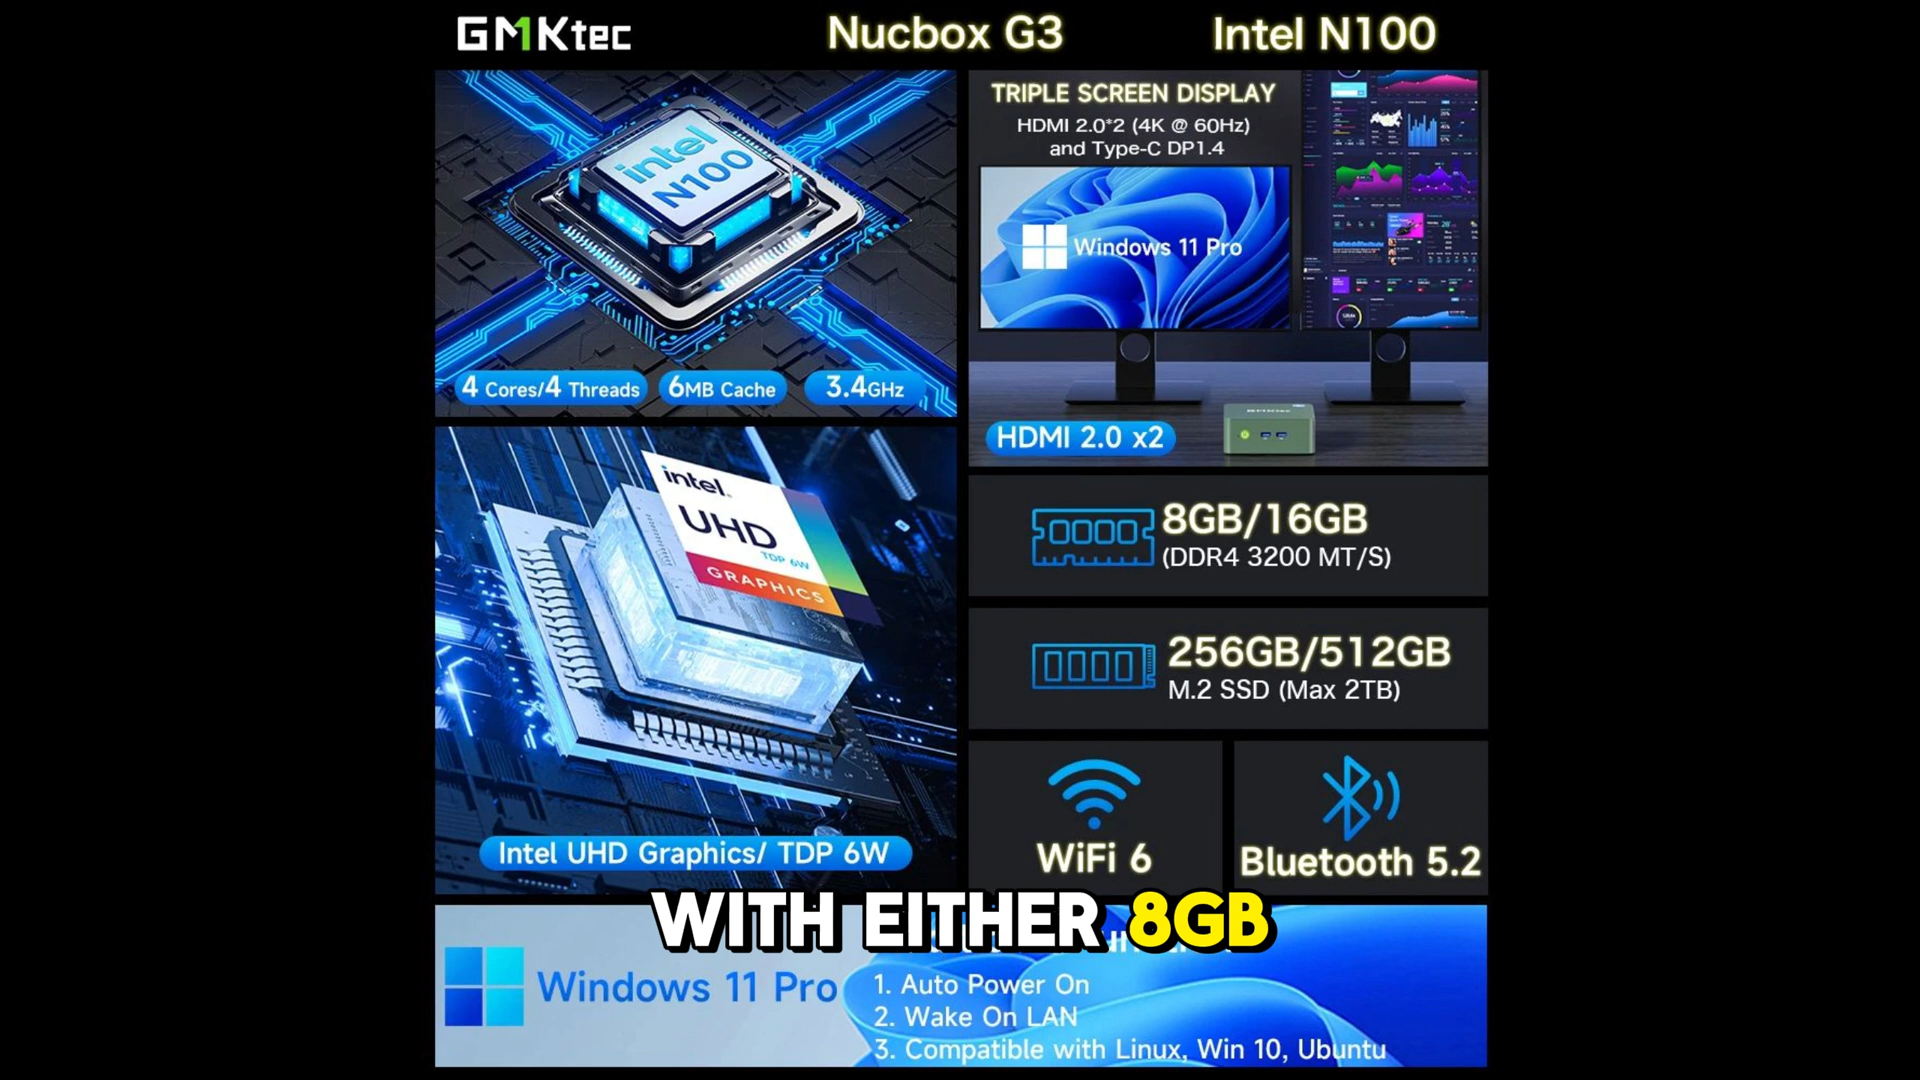 GMKtec
Nucbox G3
Intel N100
intel
N100
4 Cores/4 Threads
6MB Cache
3.4GHz
TRIPLE SCREEN DISPLAY
HDMI 2.0*2 (4K @ 60Hz)
and Type-C DP1.4
Windows 11 Pro
GMKtec
HDMI 2.0 x2
intel.
UHD
TDP 6W
GRAPHICS
Intel UHD Graphics/ TDP 6W
8GB/16GB
(DDR4 3200 MT/S)
256GB/512GB
M.2 SSD (Max 2TB)
WiFi 6
Bluetooth 5.2
WITH EITHER 8GB
Windows 11 Pro
1. Auto Power On
2. Wake On LAN
3. Compatible with Linux, Win 10, Ubuntu